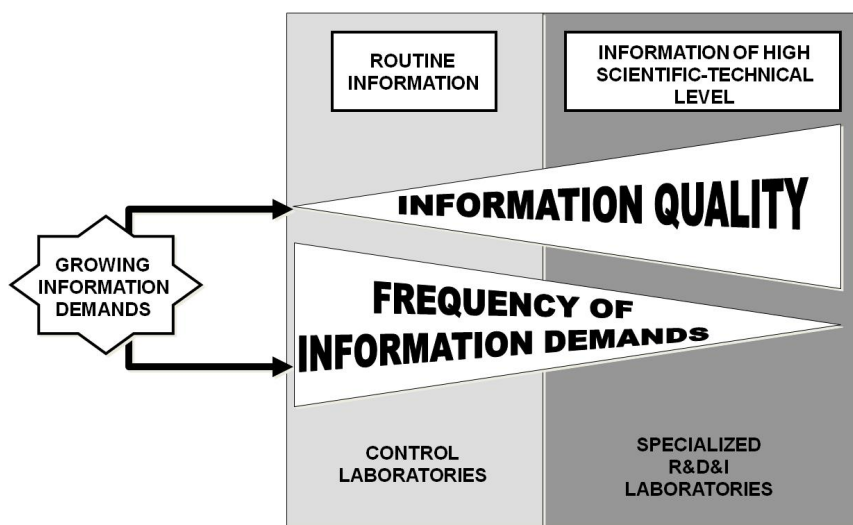 ROUTINE
INFORMATION
INFORMATION OF HIGH
SCIENTIFIC-TECHNICAL
LEVEL
INFORMATION QUALITY
GROWING
INFORMATION
DEMANDS
FREQUENCY OF
INFORMATION DEMANDS
CONTROL
LABORATORIES
SPECIALIZED
R&D&I
LABORATORIES